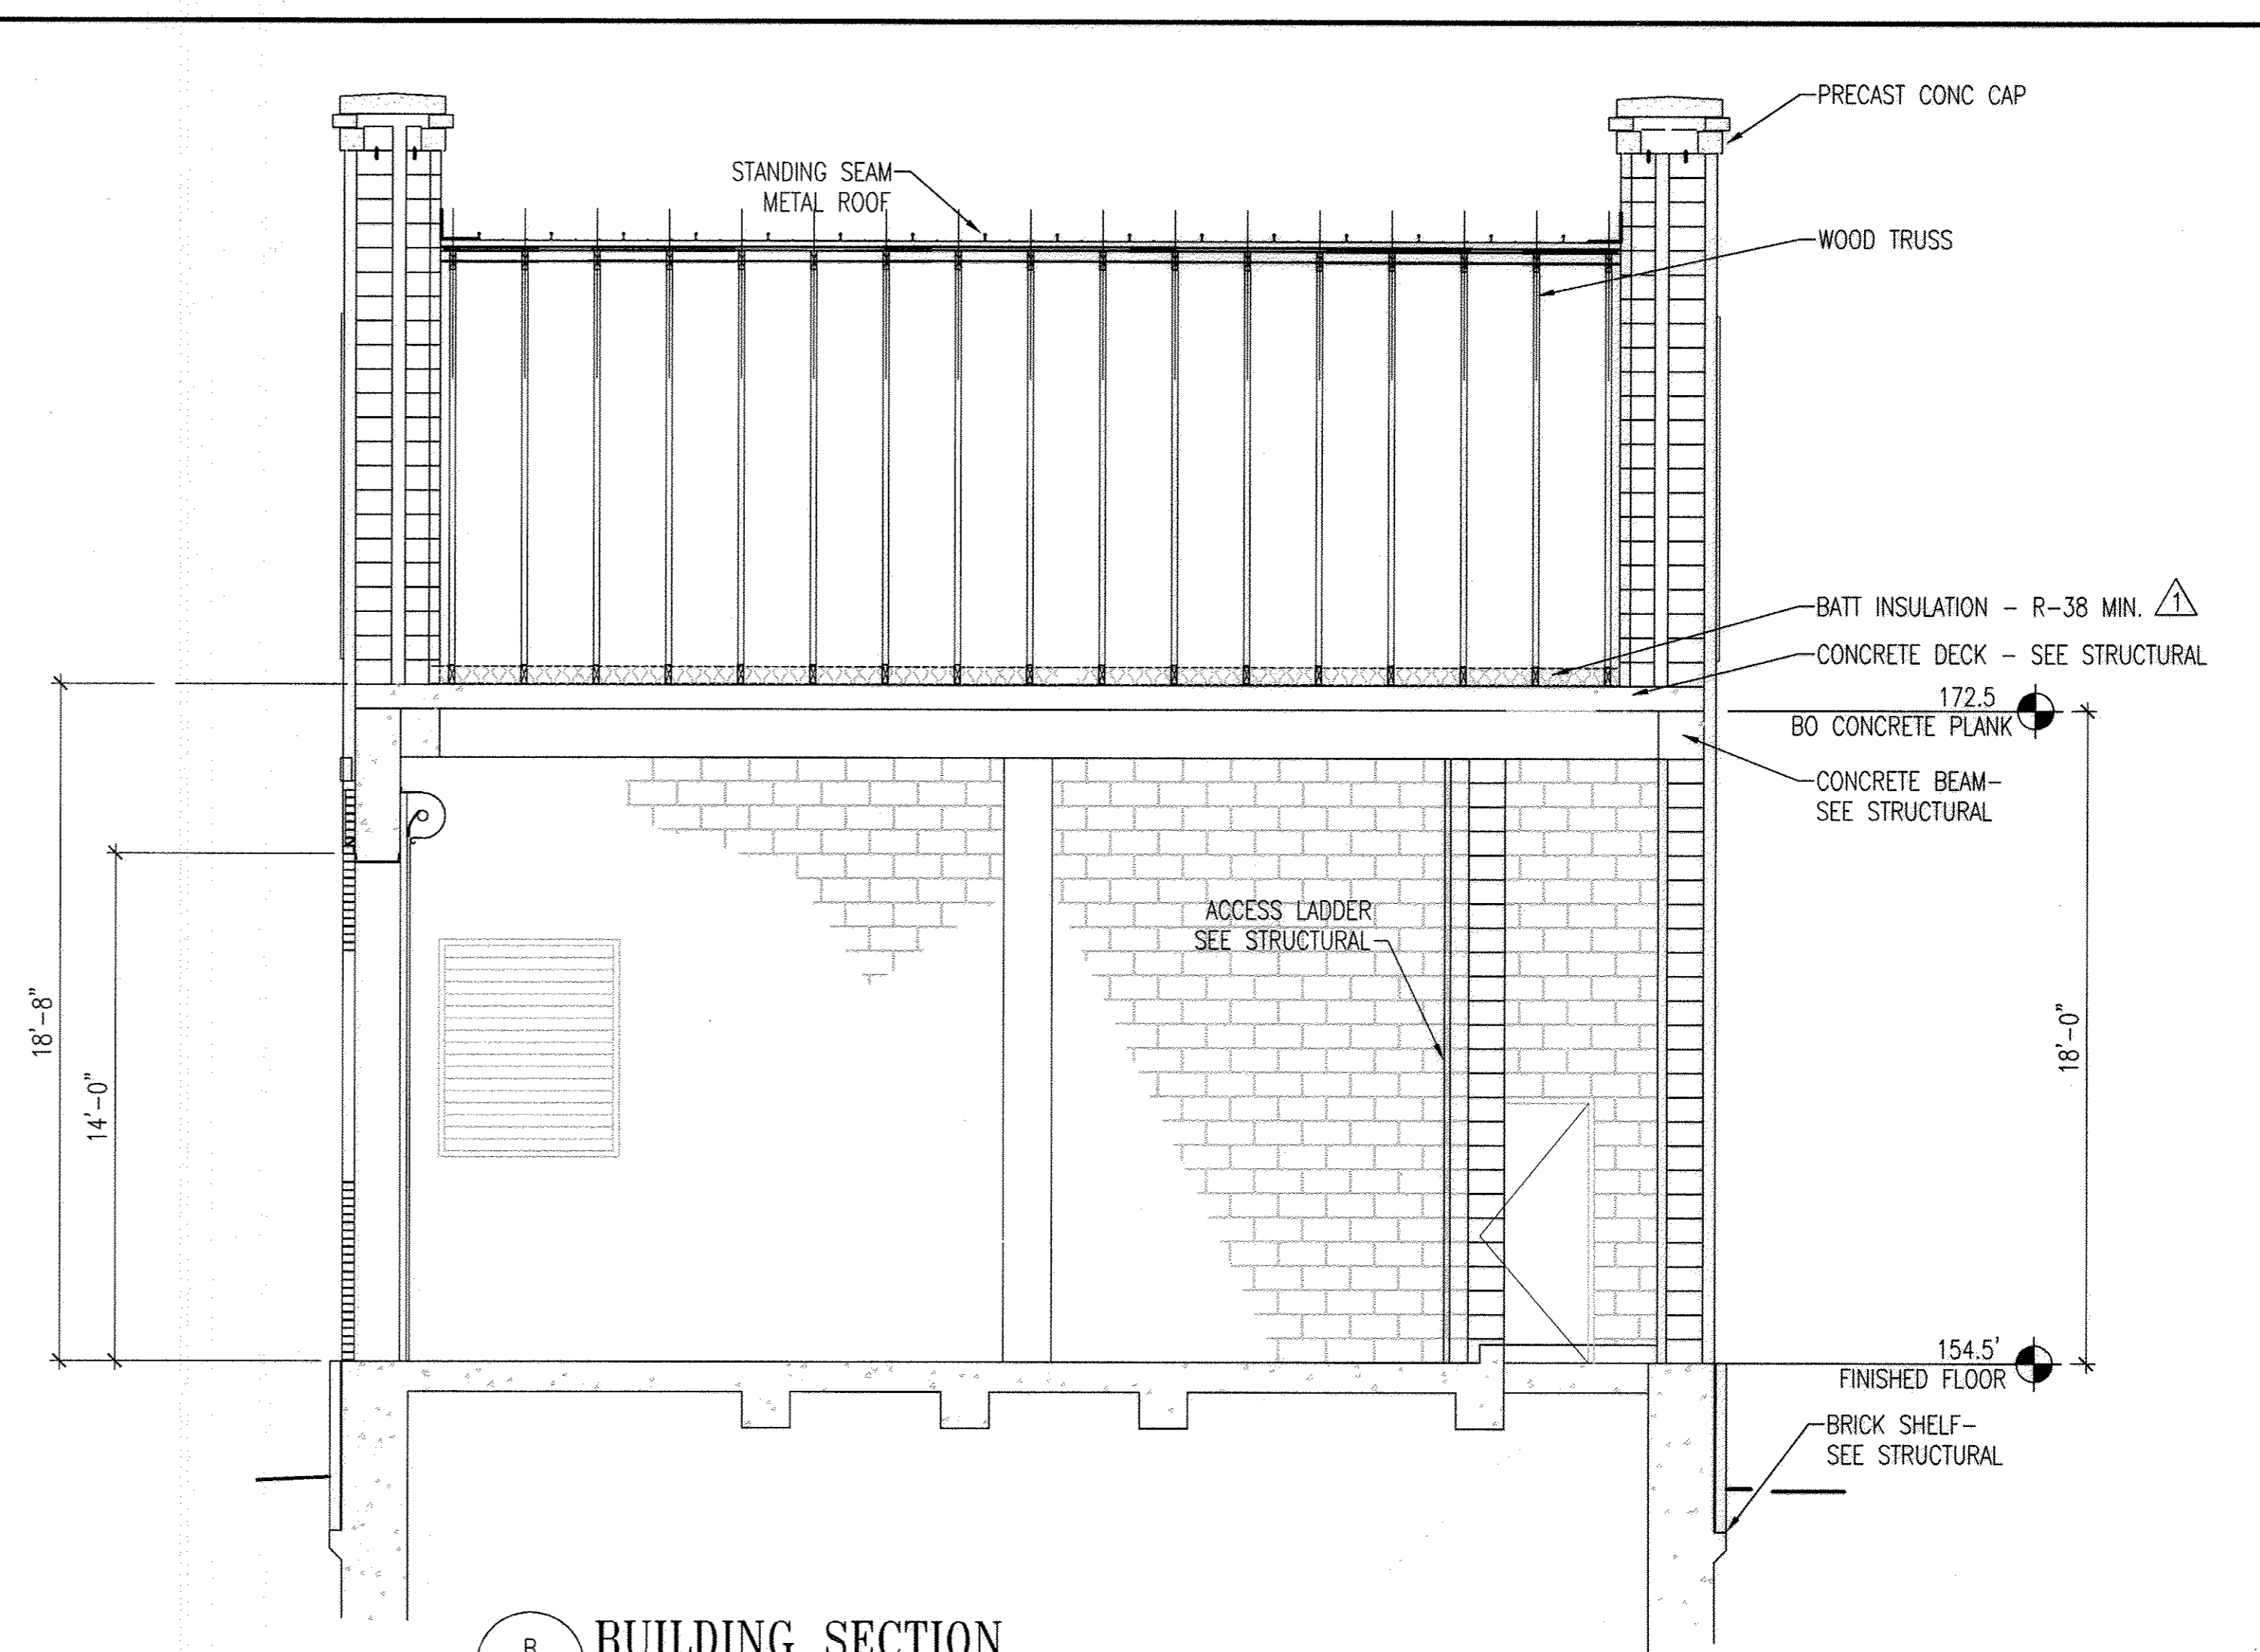 PRECAST CONC CAP
STANDING SEAM
METAL ROOF
WOOD TRUSS
BATT INSULATION - R-38 MIN. 1
CONCRETE DECK - SEE STRUCTURAL
172.5
BO CONCRETE PLANK
CONCRETE BEAM-
SEE STRUCTURAL
ACCESS LADDER
SEE STRUCTURAL
18'-8"
14'-0"
18'-0"
154.5'
FINISHED FLOOR
BRICK SHELF-
SEE STRUCTURAL
B
BUILDING SECTION